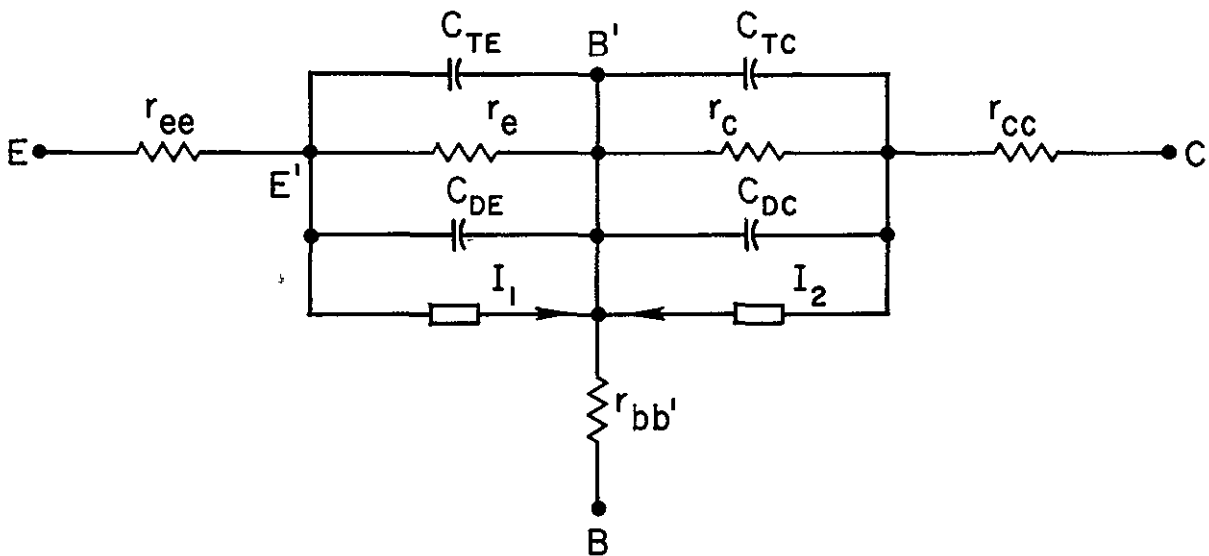 C_TE B' C_TC
r_ee r_e r_c r_cc
E C
E'
C_DE C_DC
I_1 I_2
r_bb'
B